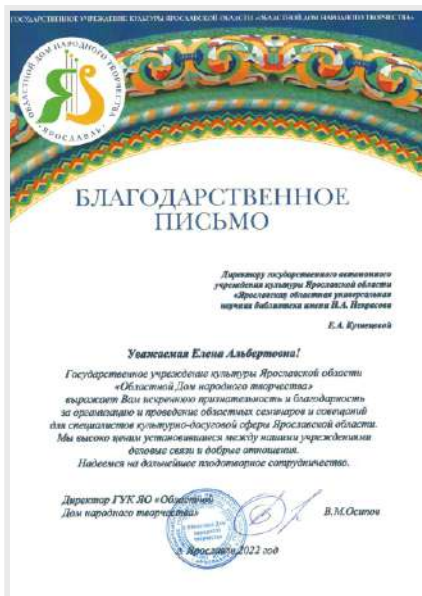 ГОСУДАРСТВЕННОЕ УЧРЕЖДЕНИЕ КУЛЬТУРЫ ЯРОСЛАВСКОЙ ОБЛАСТИ «ОБЛАСТНОЙ ДОМ НАРОДНОГО ТВОРЧЕСТВА»
ОБЛАСТНОЙ ДОМ НАРОДНОГО ТВОРЧЕСТВА
ЯРОСЛАВЛЬ
БЛАГОДАРСТВЕННОЕ
ПИСЬМО
Директору государственного автономного
учреждения культуры Ярославской области
«Ярославская областная универсальная
научная библиотека имени Н.А. Некрасова
Е.А. Кузнецовой
Уважаемая Елена Альбертовна!
Государственное учреждение культуры Ярославской области
«Областной Дом народного творчества»
выражает Вам искреннюю признательность и благодарность
за организацию и проведение областных семинаров и совещаний
для специалистов культурно-досуговой сферы Ярославской области.
Мы высоко ценим установившиеся между нашими учреждениями
деловые связи и добрые отношения.
Надеемся на дальнейшее плодотворное сотрудничество.
Директор ГУК ЯО «Областной
Дом народного творчества»
В.М.Осипов
г. Ярославль 2022 год